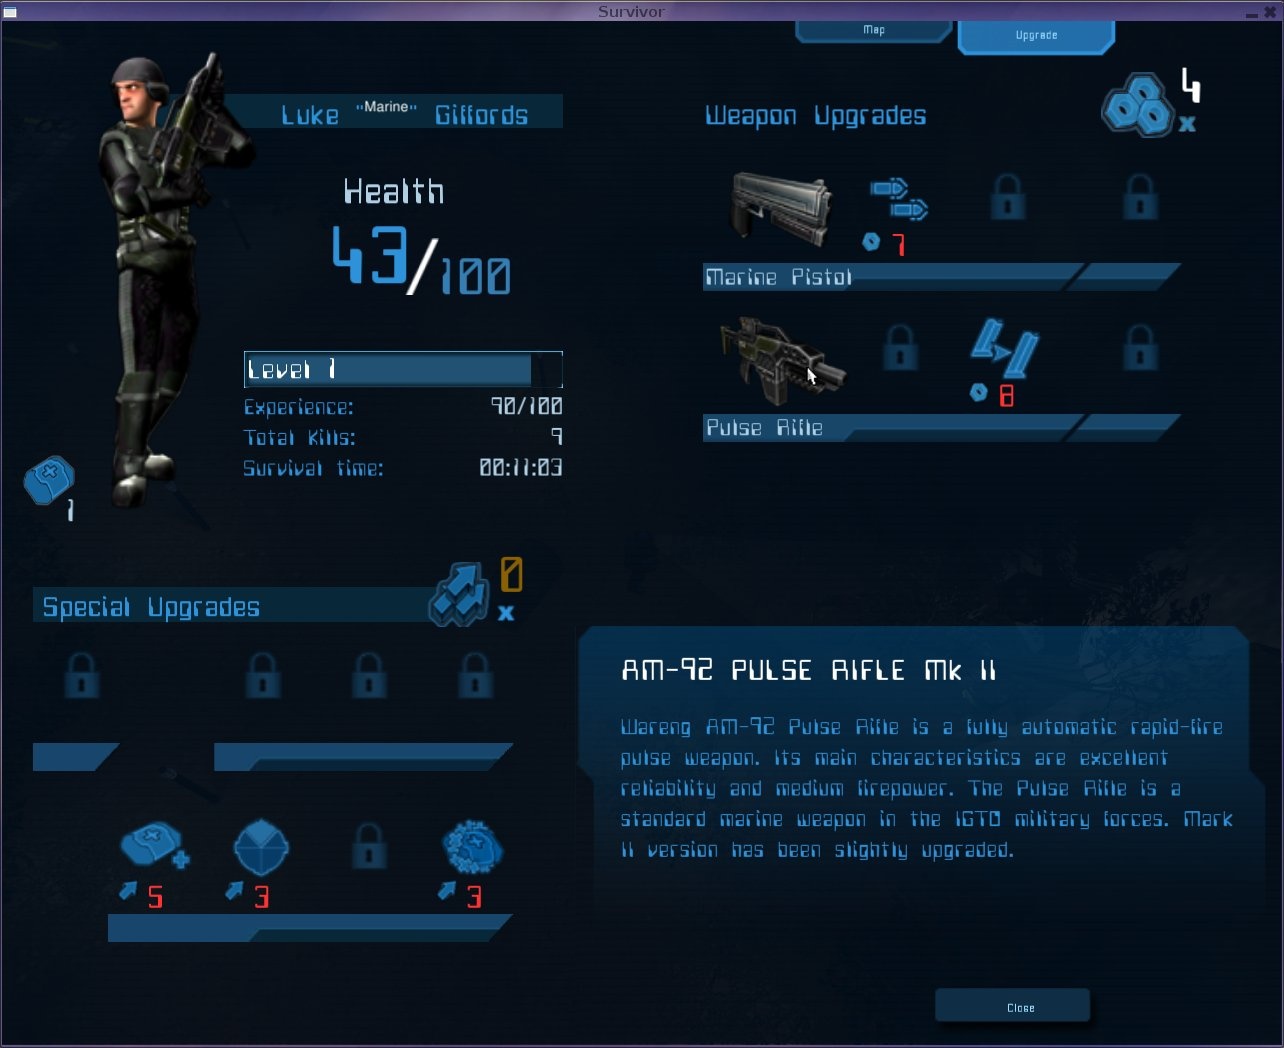 Survivor
Map
Upgrade
Luke "Marine" Giffords
Health
43/100
Level 1
Experience: 90/100
Total Kills: 9
Survival time: 00:11:03
1
Weapon Upgrades
4
x
7
Marine Pistol
8
Pulse Rifle
Special Upgrades
0
x
5
3
3
AM-92 PULSE RIFLE Mk II
Wareng AM-92 Pulse Rifle is a fully automatic rapid-fire
pulse weapon. Its main characteristics are excellent
reliability and medium firepower. The Pulse Rifle is a
standard marine weapon in the IGTO military forces. Mark
II version has been slightly upgraded.
Close